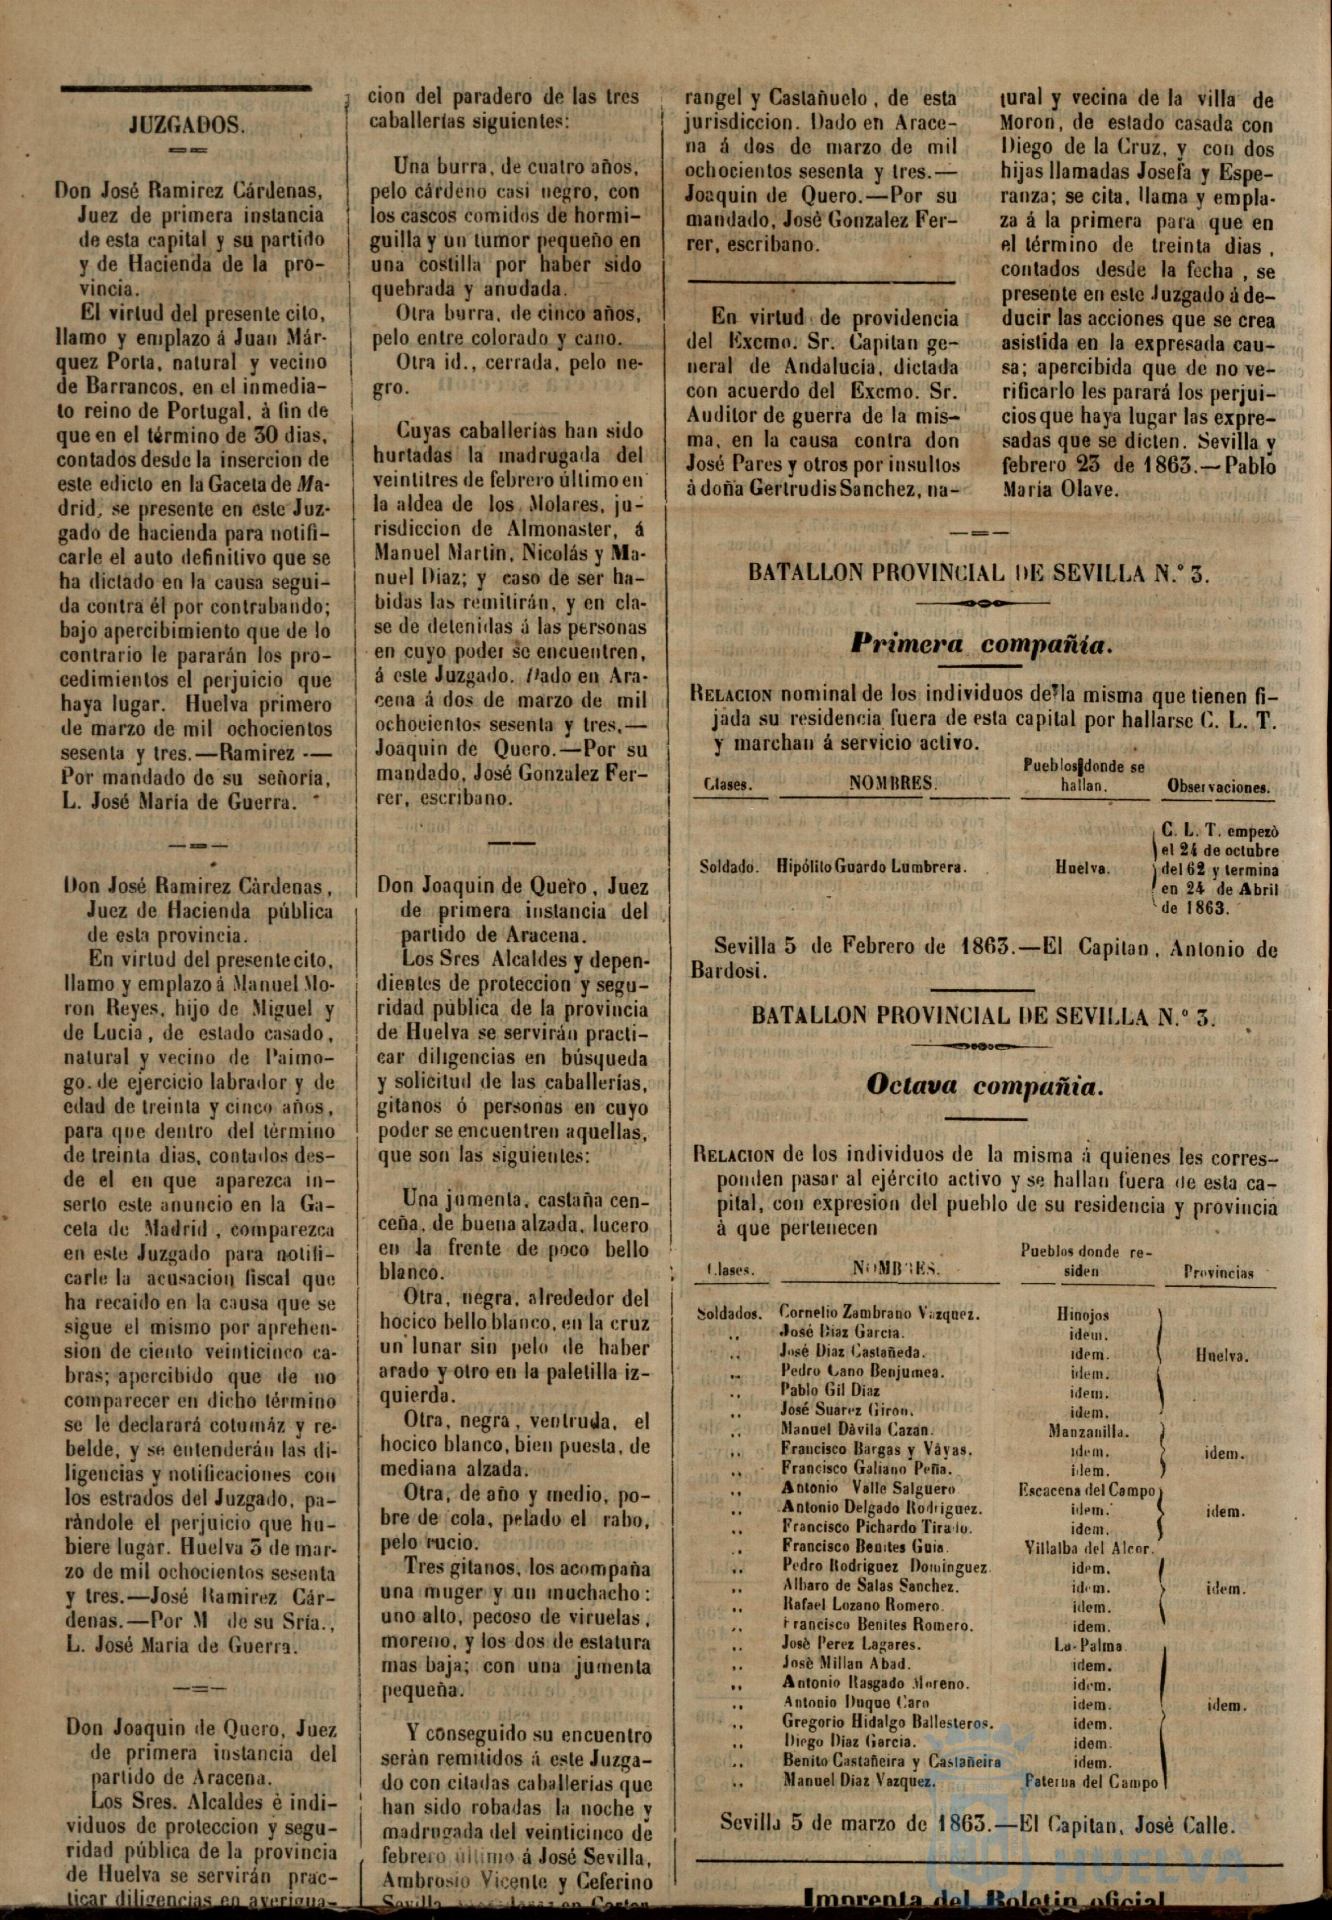 JUZGADOS.
Don José Ramirez Cárdenas,
Juez de primera instancia
de esta capital y su partido
y de Hacienda de la pro-
vincia.
El virtud del presente cito,
llamo y emplazo á Juan Már-
quez Porta, natural y vecino
de Barrancos, en el inmedia-
to reino de Portugal, á fin de
que en el término de 30 dias,
contados desde la insercion de
este edicto en la Gaceta de Ma-
drid, se presente en este Juz-
gado de hacienda para notifi-
carle el auto definitivo que se
ha dictado en la causa segui-
da contra él por contrabando;
bajo apercibimiento que de lo
contrario le pararán los pro-
cedimientos el perjuicio que
haya lugar. Huelva primero
de marzo de mil ochocientos
sesenta y tres.—Ramirez.—
Por mandado de su señoría,
L. José María de Guerra.
Don José Ramirez Càrdenas,
Juez de Hacienda pública
de esta provincia.
En virtud del presente cito,
llamo y emplazo á Manuel Mo-
ron Reyes, hijo de Miguel y
de Lucia, de estado casado,
natural y vecino de Paimo-
go, de ejercicio labrador y de
edad de treinta y cinco años,
para que dentro del término
de treinta dias, contados des-
de el en que aparezca in-
serto este anuncio en la Ga-
ceta de Madrid, comparezca
en este Juzgado para notifi-
carle la acusacion fiscal que
ha recaido en la causa que se
sigue el mismo por aprehen-
sion de ciento veinticinco ca-
bras; apercibido que de no
comparecer en dicho término
se le declarará cotumáz y re-
belde, y se entenderán las di-
ligencias y notificaciones con
los estrados del Juzgado, pa-
rándole el perjuicio que hu-
biere lugar. Huelva 3 de mar-
zo de mil ochocientos sesenta
y tres.—José Ramirez Cár-
denas.—Por M de su Sría.,
L. José María de Guerra.
Don Joaquin de Quero, Juez
de primera instancia del
partido de Aracena.
Los Sres. Alcaldes è indi-
viduos de proteccion y segu-
ridad pública de la provincia
de Huelva se servirán prac-
ticar diligencias en averigua-
cion del paradero de las tres
caballerías siguientes:
Una burra, de cuatro años,
pelo cárdeno casi negro, con
los cascos comidos de hormi-
guilla y un tumor pequeño en
una costilla por haber sido
quebrada y anudada.
Otra burra, de cinco años,
pelo entre colorado y cano.
Otra id., cerrada, pelo ne-
gro.
Cuyas caballerías han sido
hurtadas la madrugada del
veintitres de febrero último en
la aldea de los Molares, ju-
risdiccion de Almonaster, á
Manuel Martin, Nicolás y Ma-
nuel Diaz; y caso de ser ha-
bidas las remitirán, y en cla-
se de detenidas á las personas
en cuyo poder se encuentren,
á este Juzgado. Dado en Ara-
cena á dos de marzo de mil
ochocientos sesenta y tres.—
Joaquin de Quero.—Por su
mandado, José Gonzalez Fer-
rer, escribano.
Don Joaquin de Quero, Juez
de primera instancia del
partido de Aracena.
Los Sres Alcaldes y depen-
dientes de proteccion y segu-
ridad pública de la provincia
de Huelva se servirán practi-
car diligencias en búsqueda
y solicitud de las caballerías,
gitanos ó personas en cuyo
poder se encuentren aquellas,
que son las siguientes:
Una jumenta, castaña cen-
ceña, de buena alzada, lucero
en la frente de poco bello
blanco.
Otra, negra, alrededor del
hocico bello blanco, en la cruz
un lunar sin pelo de haber
arado y otro en la paletilla iz-
quierda.
Otra, negra, ventruda, el
hocico blanco, bien puesta, de
mediana alzada.
Otra, de año y medio, po-
bre de cola, pelado el rabo,
pelo rucio.
Tres gitanos, los acompaña
una muger y un muchacho:
uno alto, pecoso de viruelas,
moreno, y los dos de estatura
mas baja; con una jumenta
pequeña.
Y conseguido su encuentro
serán remitidos á este Juzga-
do con citadas caballerías que
han sido robadas la noche y
madrugada del veinticinco de
febrero último á José Sevilla,
Ambrosio Vicente y Ceferino
Sevilla
rangel y Castañuelo, de esta
jurisdiccion. Dado en Arace-
na á dos de marzo de mil
ochocientos sesenta y tres.—
Joaquin de Quero.—Por su
mandado, José Gonzalez Fer-
rer, escribano.
En virtud de providencia
del Excmo. Sr. Capitan ge-
neral de Andalucía, dictada
con acuerdo del Excmo. Sr.
Auditor de guerra de la mis-
ma, en la causa contra don
José Pares y otros por insultos
à doña Gertrudis Sanchez, na-
tural y vecina de la villa de
Moron, de estado casada con
Diego de la Cruz, y con dos
hijas llamadas Josefa y Espe-
ranza; se cita, llama y empla-
za á la primera para que en
el término de treinta dias,
contados desde la fecha, se
presente en este Juzgado á de-
ducir las acciones que se crea
asistida en la expresada cau-
sa; apercibida que de no ve-
rificarlo les parará los perjui-
cios que haya lugar las expre-
sadas que se dicten. Sevilla y
febrero 23 de 1863.—Pablo
María Olave.
BATALLON PROVINCIAL DE SEVILLA N.º 3.
Primera compañia.
RELACION nominal de los individuos de la misma que tienen fi-
jada su residencia fuera de esta capital por hallarse C. L. T.
y marchan á servicio activo.
Clases. NOMBRES. Pueblos donde se hallan. Observaciones.
Soldado. Hipólito Guardo Lumbrera. Huelva. C. L. T. empezò
el 24 de octubre
del 62 y termina
en 24 de Abril
de 1863.
Sevilla 5 de Febrero de 1863.—El Capitan, Antonio de
Bardosi.
BATALLON PROVINCIAL DE SEVILLA N.º 3.
Octava compañia.
RELACION de los individuos de la misma á quienes les corres-
ponden pasar al ejército activo y se hallan fuera de esta ca-
pital, con expresion del pueblo de su residencia y provincia
à que pertenecen
Clases. NOMBRES. Pueblos donde re-siden Provincias
Soldados. Cornelio Zambrano Vazquez. Hinojos
,, José Diaz Garcia. idem.
,, José Diaz Castañeda. idem. Huelva.
,, Pedro Cano Benjumea. idem.
,, Pablo Gil Diaz idem.
,, José Suarez Giron. idem.
,, Manuel Dàvila Cazan. Manzanilla.
,, Francisco Bargas y Váyas. idem. idem.
,, Francisco Galiano Peña. idem.
,, Antonio Valle Salguero Escacena del Campo
,, Antonio Delgado Rodriguez. idem. idem.
,, Francisco Pichardo Tirado. idem.
,, Francisco Benites Guia. Villalba del Alcor.
,, Pedro Rodriguez Dominguez. idem.
,, Albaro de Salas Sanchez. idem. idem.
,, Rafael Lozano Romero. idem.
,, Francisco Benites Romero. idem.
,, Josè Perez Lagares. La-Palma
,, Josè Millan Abad. idem.
,, Antonio Rasgado Moreno. idem.
,, Antonio Duque Caro idem. idem.
,, Gregorio Hidalgo Ballesteros. idem.
,, Diego Diaz Garcia. idem.
,, Benito Castañeira y Castañeira idem.
,, Manuel Diaz Vazquez. Paterna del Campo
Sevilla 5 de marzo de 1863.—El Capitan, Josè Calle.
HUELVA
Imprenta del Boletin oficial